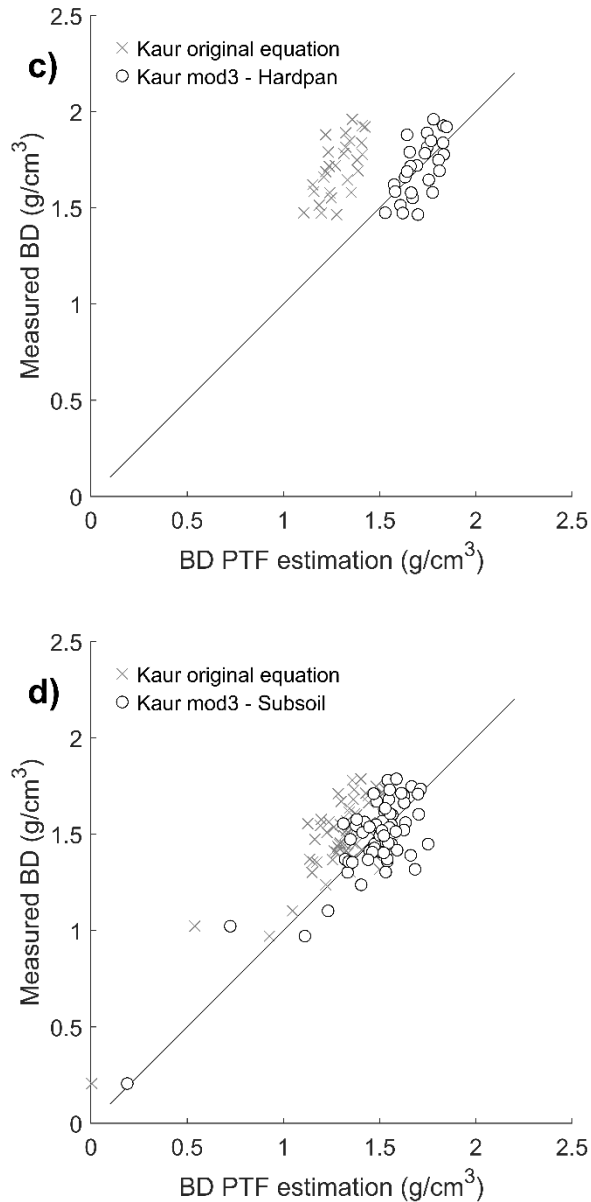 c)
× Kaur original equation
○ Kaur mod3 - Hardpan
2.5
2
1.5
1
0.5
0
Measured BD (g/cm³)
0 0.5 1 1.5 2 2.5
BD PTF estimation (g/cm³)
d)
× Kaur original equation
○ Kaur mod3 - Subsoil
2.5
2
1.5
1
0.5
0
Measured BD (g/cm³)
0 0.5 1 1.5 2 2.5
BD PTF estimation (g/cm³)